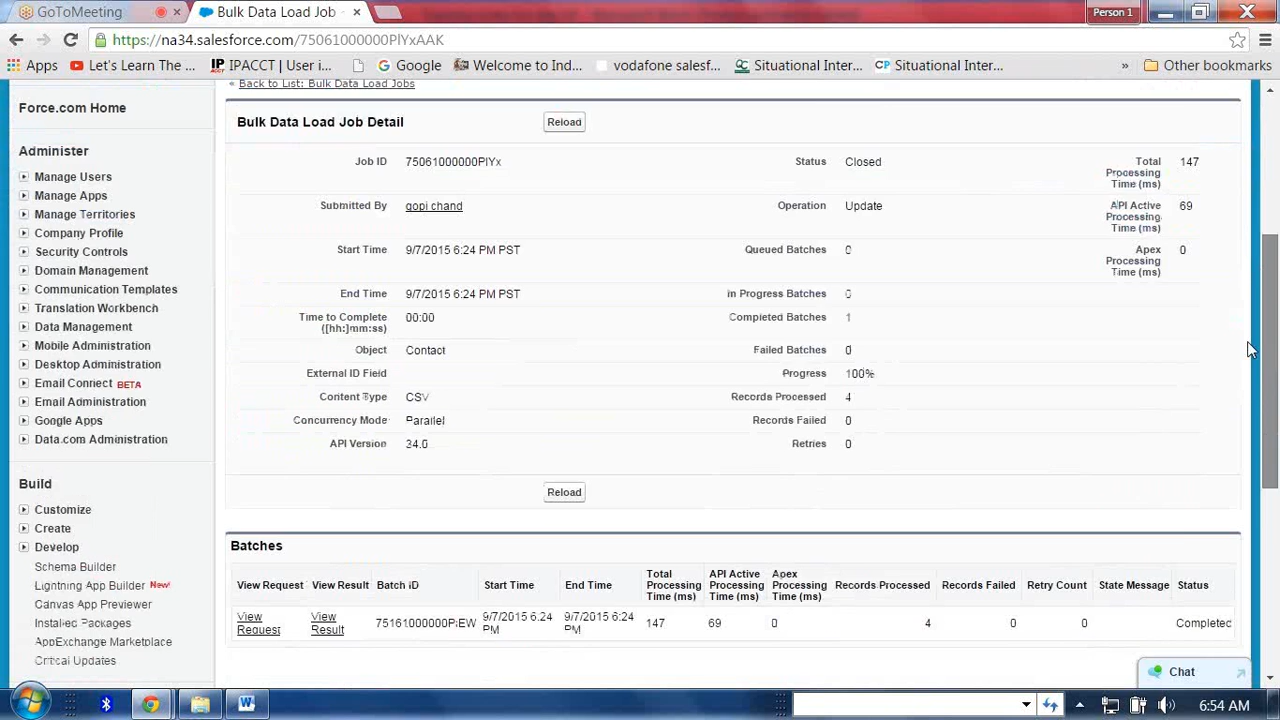 GoToMeeting
Bulk Data Load Job
Person 1
https://na34.salesforce.com/75061000000PlYxAAK
Apps
Let's Learn The ...
IPACCT | User i...
Google
Welcome to Ind...
vodafone salesf...
Situational Inter...
CP Situational Inter...
»
Other bookmarks
« Back to List: Bulk Data Load Jobs
Force.com Home
Administer
Manage Users
Manage Apps
Manage Territories
Company Profile
Security Controls
Domain Management
Communication Templates
Translation Workbench
Data Management
Mobile Administration
Desktop Administration
Email Connect BETA
Email Administration
Google Apps
Data.com Administration
Build
Customize
Create
Develop
Schema Builder
Lightning App Builder New!
Canvas App Previewer
Installed Packages
AppExchange Marketplace
Critical Updates
Bulk Data Load Job Detail
Reload
Job ID 75061000000PlYx
Status Closed
Total Processing Time (ms) 147
Submitted By gopi chand
Operation Update
API Active Processing Time (ms) 69
Start Time 9/7/2015 6:24 PM PST
Queued Batches 0
Apex Processing Time (ms) 0
End Time 9/7/2015 6:24 PM PST
In Progress Batches 0
Time to Complete ([hh:]mm:ss) 00:00
Completed Batches 1
Object Contact
Failed Batches 0
External ID Field
Progress 100%
Content Type CSV
Records Processed 4
Concurrency Mode Parallel
Records Failed 0
API Version 34.0
Retries 0
Reload
Batches
View Request View Result Batch ID Start Time End Time Total Processing Time (ms) API Active Processing Time (ms) Apex Processing Time (ms) Records Processed Records Failed Retry Count State Message Status
View Request View Result 9/7/2015 6:24 PM 9/7/2015 6:24 PM 147 69 0 4 0 0 Completed
Chat
6:54 AM